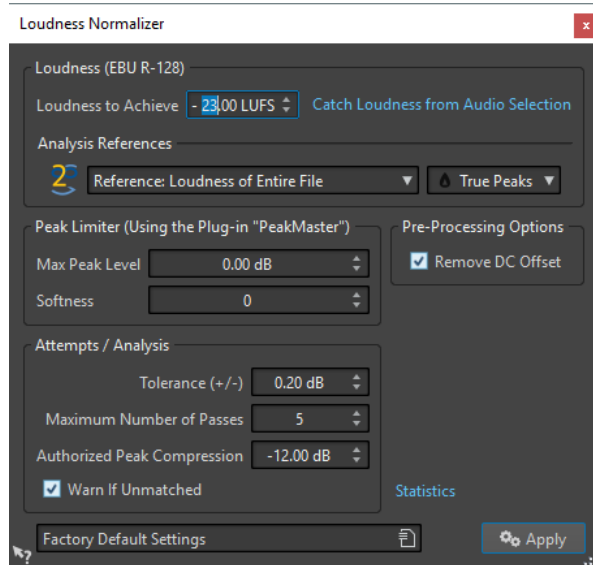 Loudness Normalizer
x
Loudness (EBU R-128)
Loudness to Achieve - 23.00 LUFS Catch Loudness from Audio Selection
Analysis References
2 Reference: Loudness of Entire File True Peaks
Peak Limiter (Using the Plug-in "PeakMaster") Pre-Processing Options
Max Peak Level 0.00 dB Remove DC Offset
Softness 0
Attempts / Analysis
Tolerance (+/-) 0.20 dB
Maximum Number of Passes 5
Authorized Peak Compression -12.00 dB
Warn If Unmatched Statistics
Factory Default Settings Apply
?